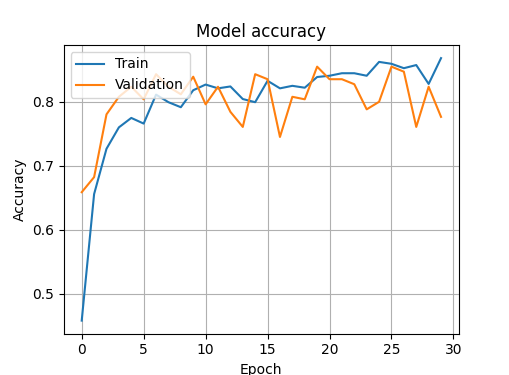 Model accuracy
Train
Validation
0.8
0.7
0.6
0.5
Accuracy
0 5 10 15 20 25 30
Epoch